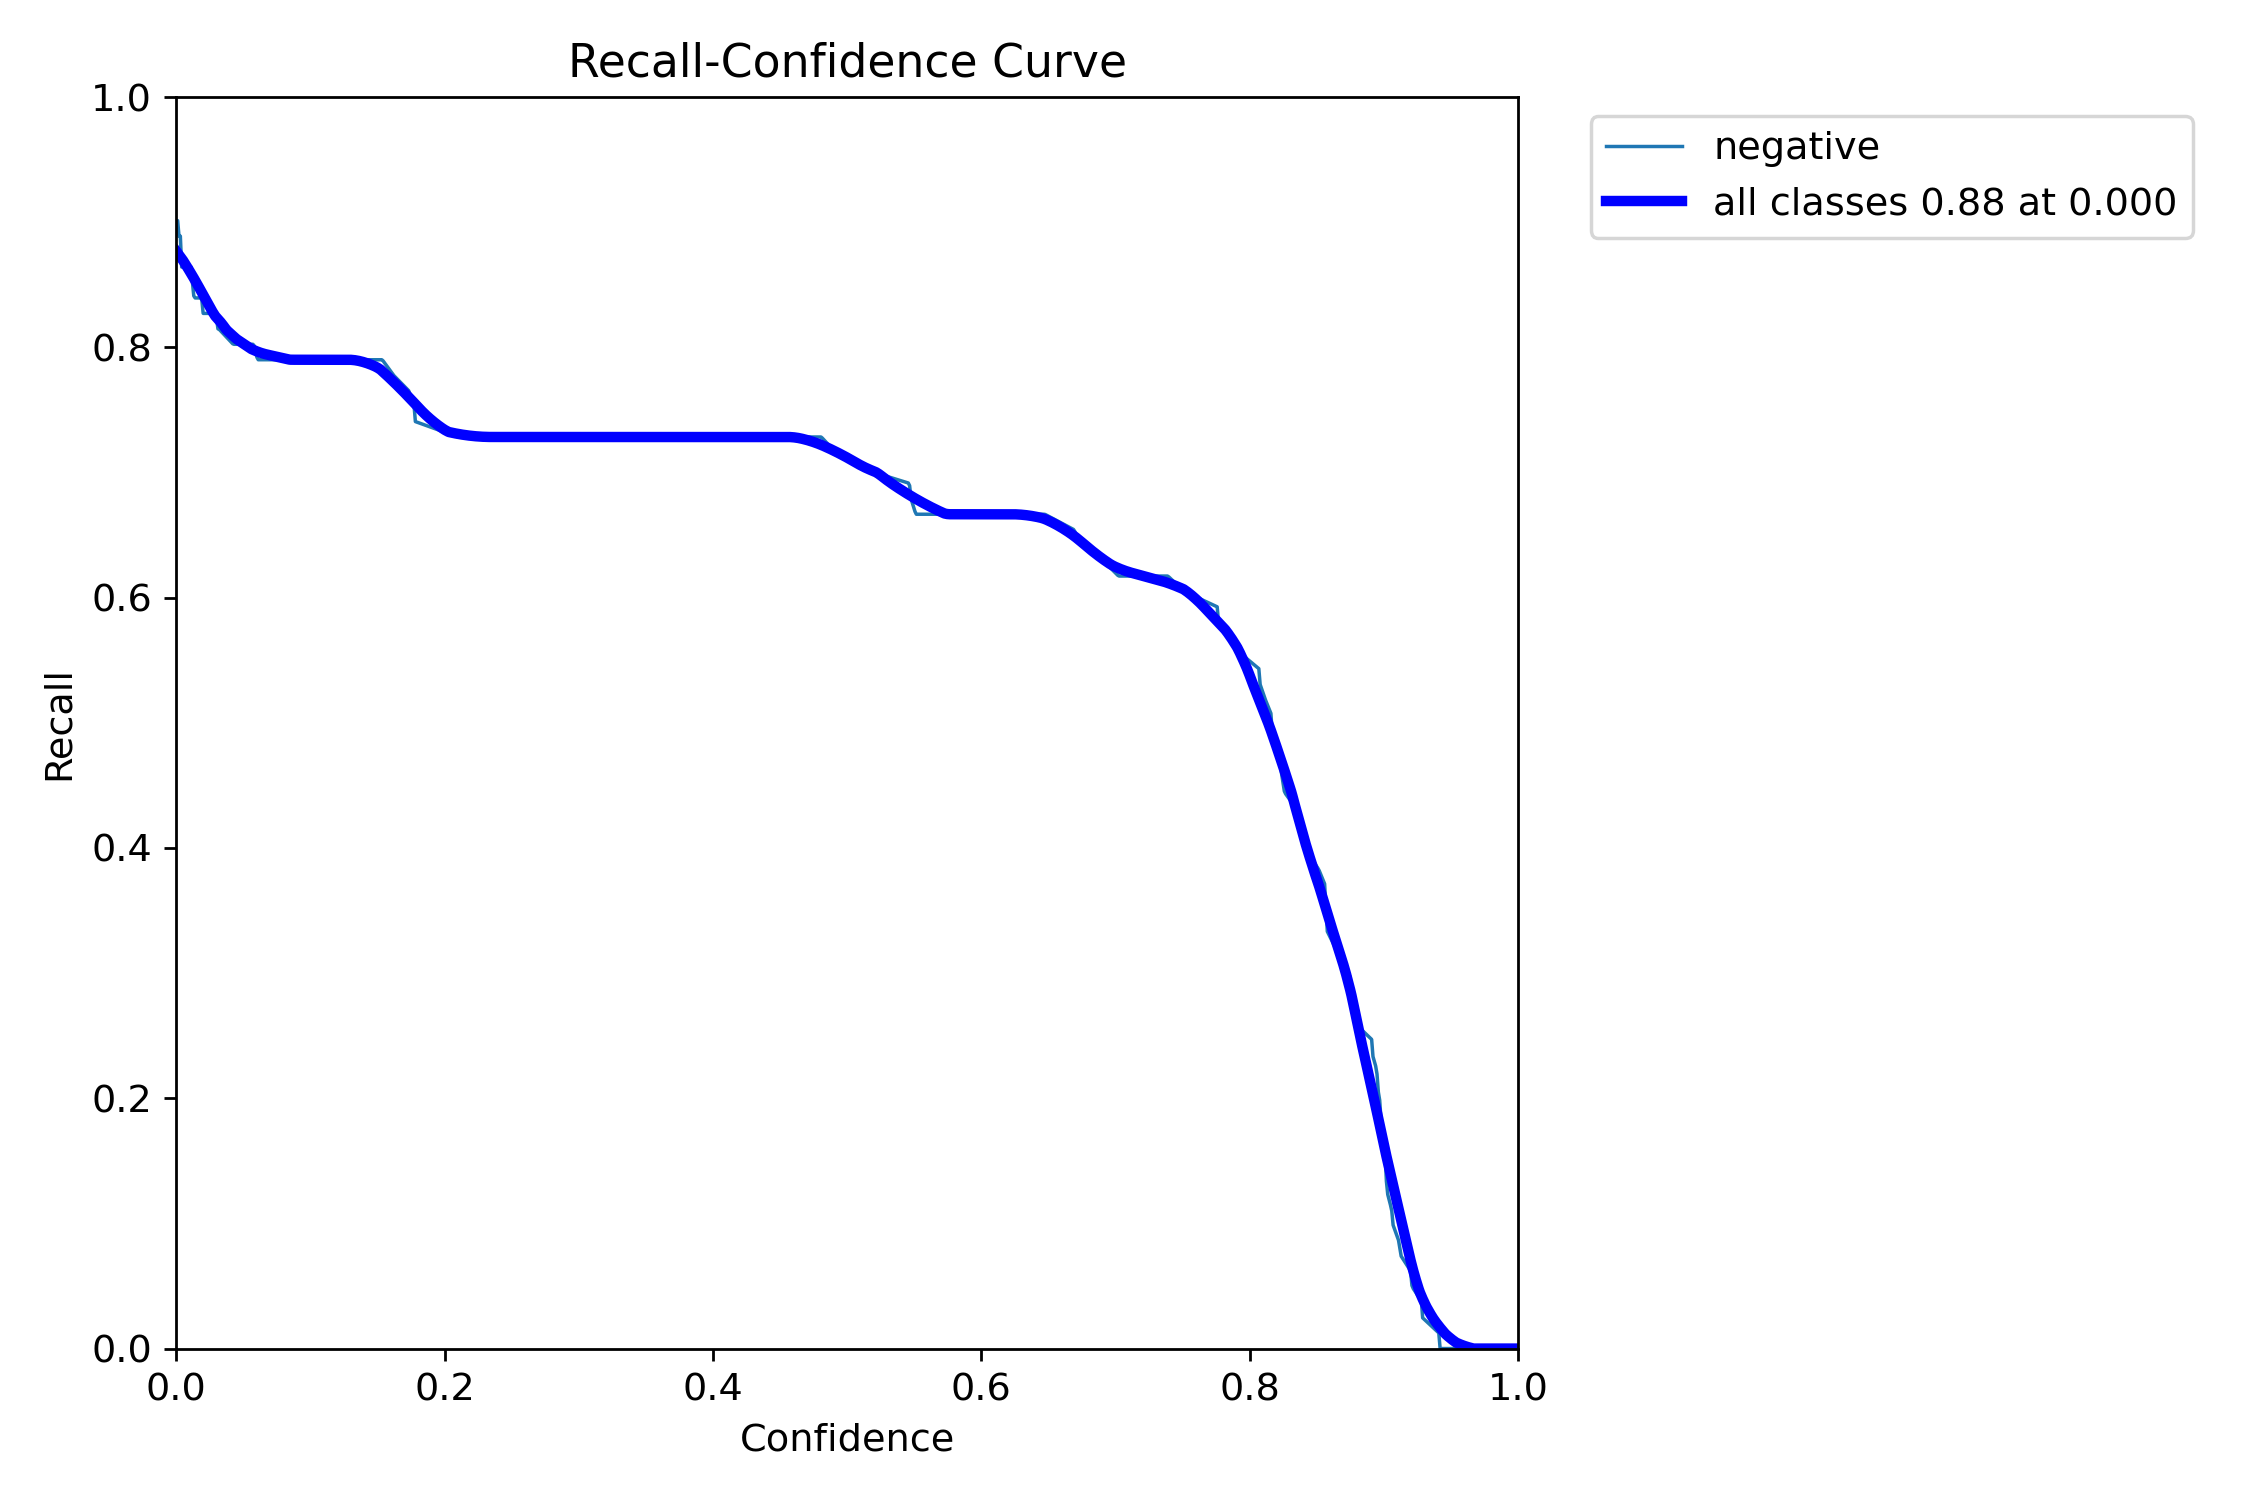 Recall-Confidence Curve
negative
all classes 0.88 at 0.000
Recall
1.0
0.8
0.6
0.4
0.2
0.0
0.0 0.2 0.4 0.6 0.8 1.0
Confidence